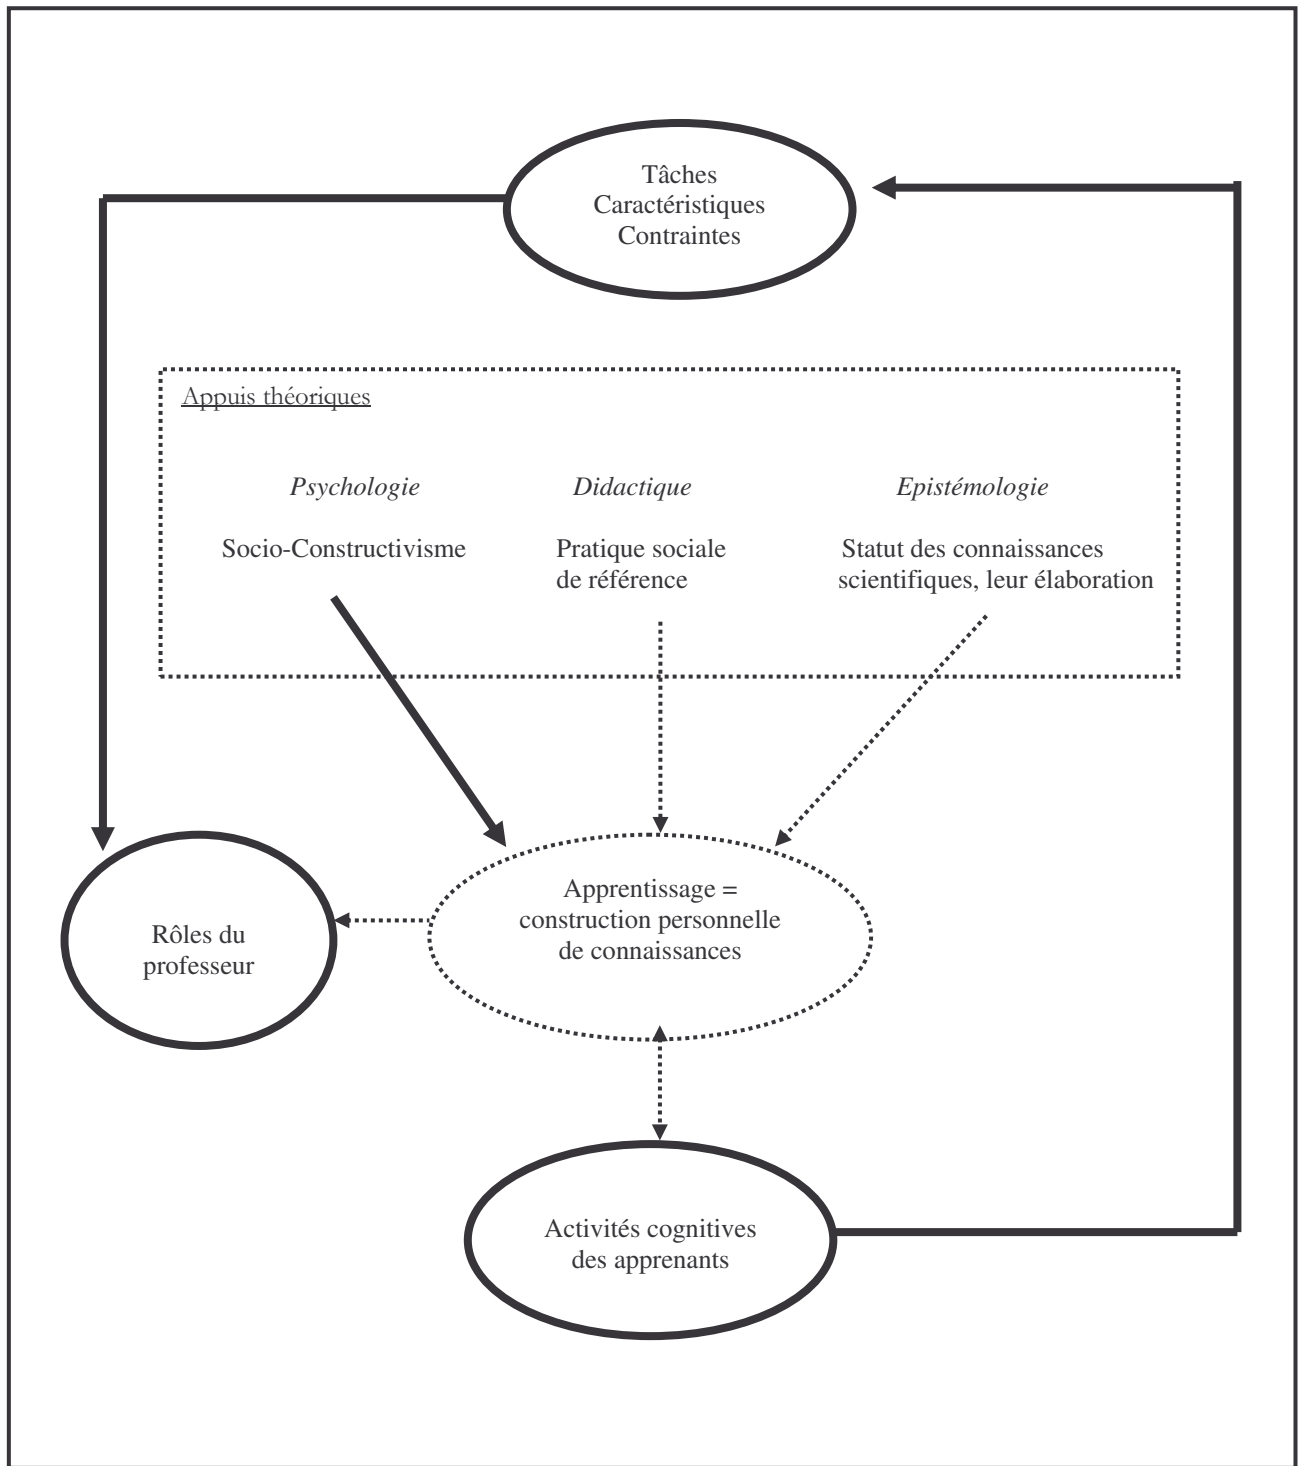 Tâches
Caractéristiques
Contraintes
Appuis théoriques
Psychologie
Didactique
Epistémologie
Socio-Constructivisme
Pratique sociale
de référence
Statut des connaissances
scientifiques, leur élaboration
Apprentissage =
construction personnelle
de connaissances
Rôles du
professeur
Activités cognitives
des apprenants